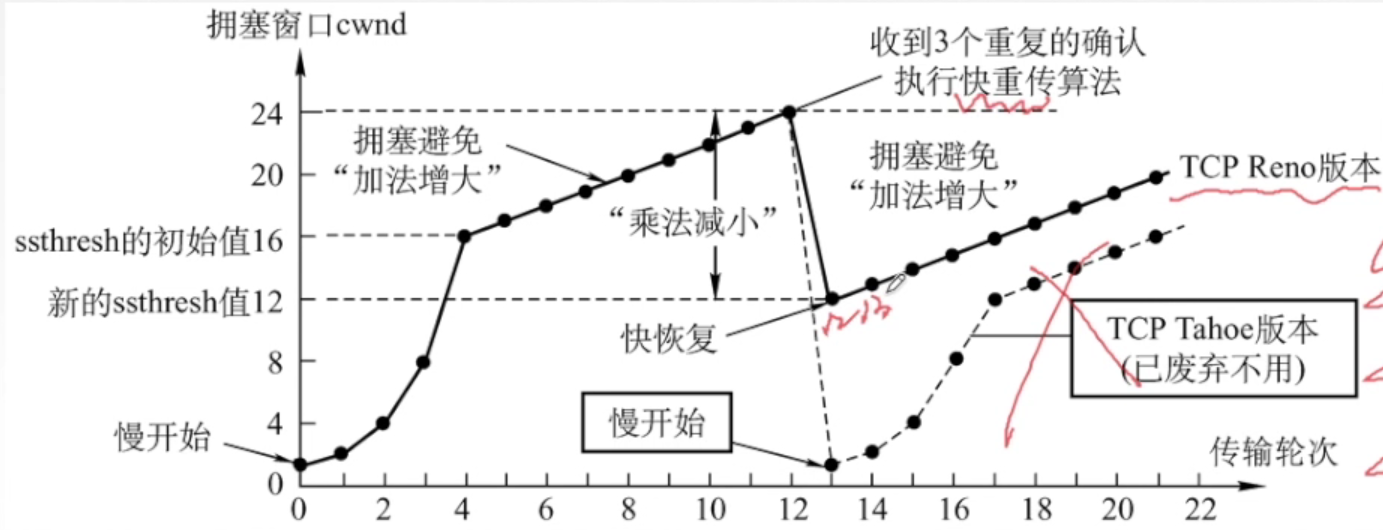 拥塞窗口cwnd
收到3个重复的确认
执行快重传算法
24
拥塞避免
“加法增大”
拥塞避免
“加法增大”
20
TCP Reno版本
“乘法减小”
ssthresh的初始值16
新的ssthresh值12
12 13
快恢复
TCP Tahoe版本
(已废弃不用)
8
慢开始
4
慢开始
传输轮次
0
0 2 4 6 8 10 12 14 16 18 20 22